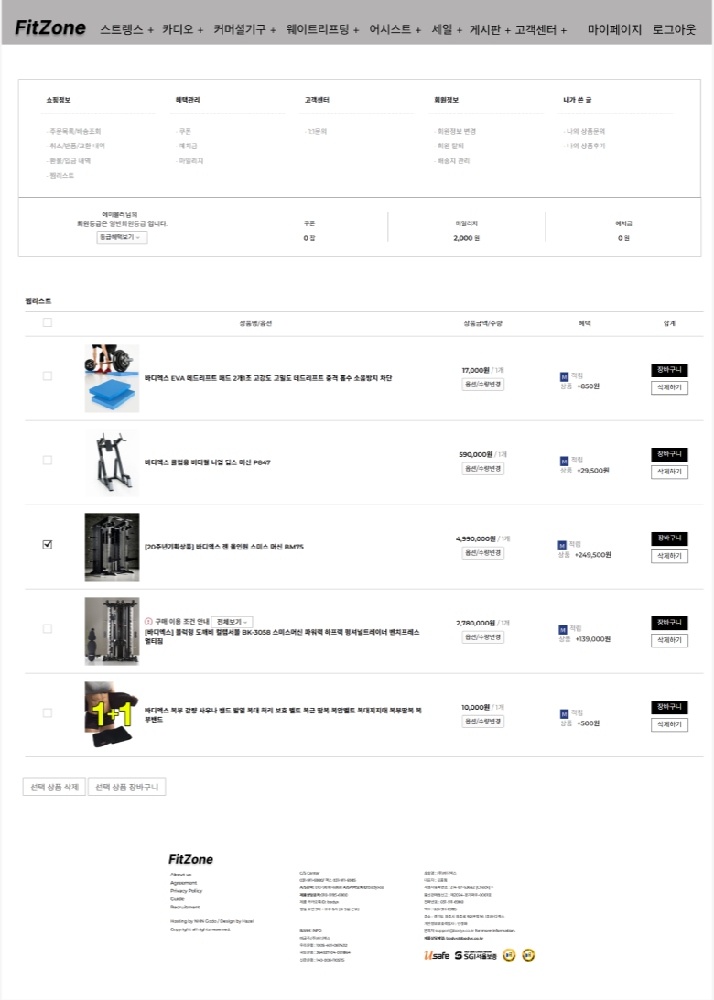 FitZone 스트렝스 + 카디오 + 커머셜기구 + 웨이트리프팅 + 어시스트 + 세일 + 게시판 + 고객센터 + 마이페이지 로그아웃
쇼핑정보 혜택관리 고객센터 회원정보 내가 쓴 글
· 주문목록/배송조회 · 쿠폰 · 1:1문의 · 회원정보 변경 · 나의 상품문의
· 취소/반품/교환 내역 · 예치금 · 회원 탈퇴 · 나의 상품후기
· 환불/입금 내역 · 마일리지 · 배송지 관리
· 찜리스트
에이블러님의
회원등급은 일반회원등급 입니다.
등급혜택보기
쿠폰 마일리지 예치금
0 장 2,000 원 0 원
찜리스트
상품명/옵션 상품금액/수량 혜택 합계
바디엑스 EVA 데드리프트 패드 2개1조 고강도 고밀도 데드리프트 충격 흡수 소음방지 차단
17,000원 / 1개
옵션/수량변경
M 적립
상품 +850원
장바구니
삭제하기
바디엑스 클럽용 버티컬 니업 딥스 머신 P847
590,000원 / 1개
옵션/수량변경
M 적립
상품 +29,500원
장바구니
삭제하기
[20주년기획상품] 바디엑스 젠 올인원 스미스 머신 BM75
4,990,000원 / 1개
옵션/수량변경
M 적립
상품 +249,500원
장바구니
삭제하기
구매 이용 조건 안내 전체보기
[바디엑스] 블럭형 도깨비 컬램서플 BK-3058 스미스머신 파워랙 하프랙 펑셔널트레이너 벤치프레스
멀티짐
2,780,000원 / 1개
옵션/수량변경
M 적립
상품 +139,000원
장바구니
삭제하기
1+1
바디엑스 복부 감량 사우나 밴드 발열 복대 허리 보호 벨트 복근 땀복 복압벨트 복대지지대 복부땀복 복
부밴드
10,000원 / 1개
옵션/수량변경
M 적립
상품 +500원
장바구니
삭제하기
선택 상품 삭제 선택 상품 장바구니
FitZone
About us
Agreement
Privacy Policy
Guide
Recruitment
Hosting by NHN Godo / Design by Hazel
Copyright all rights reserved.
C/S Center
BANK INFO
Usafe SGI서울보증